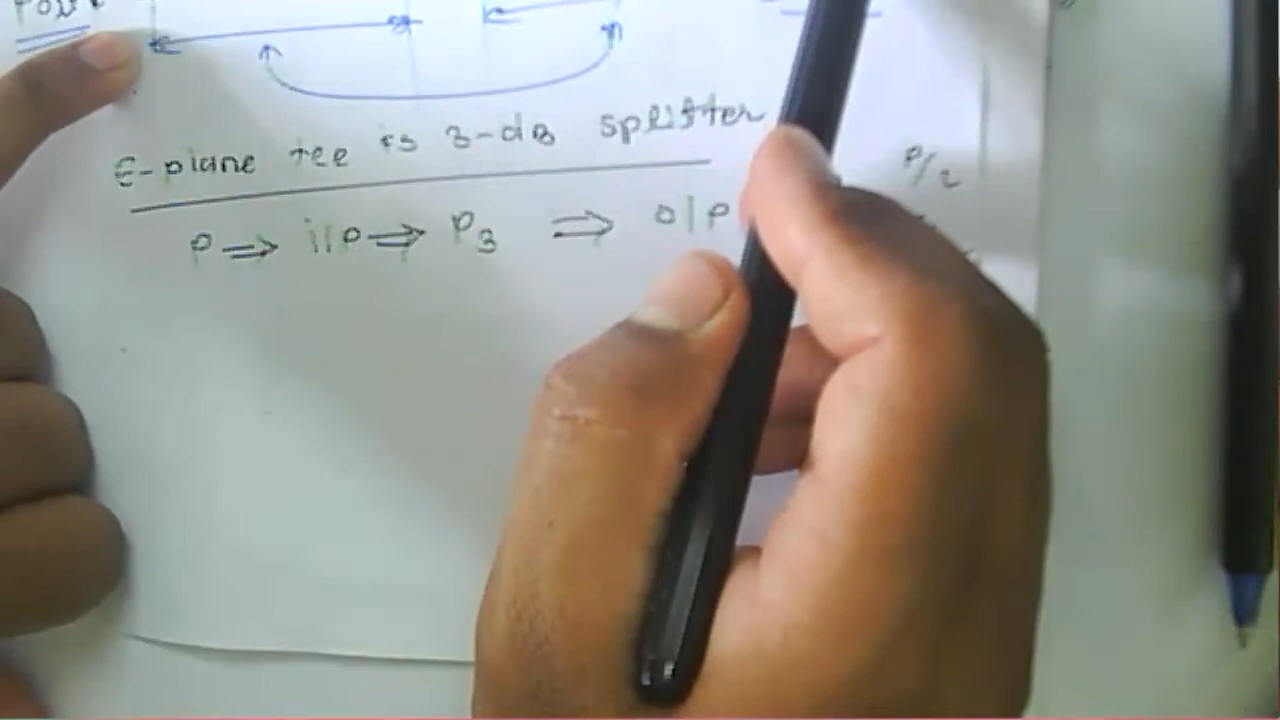 E-plane tee is 3-dB splitter
P/2
P ⇒ i/p ⇒ P3 ⇒ o/p